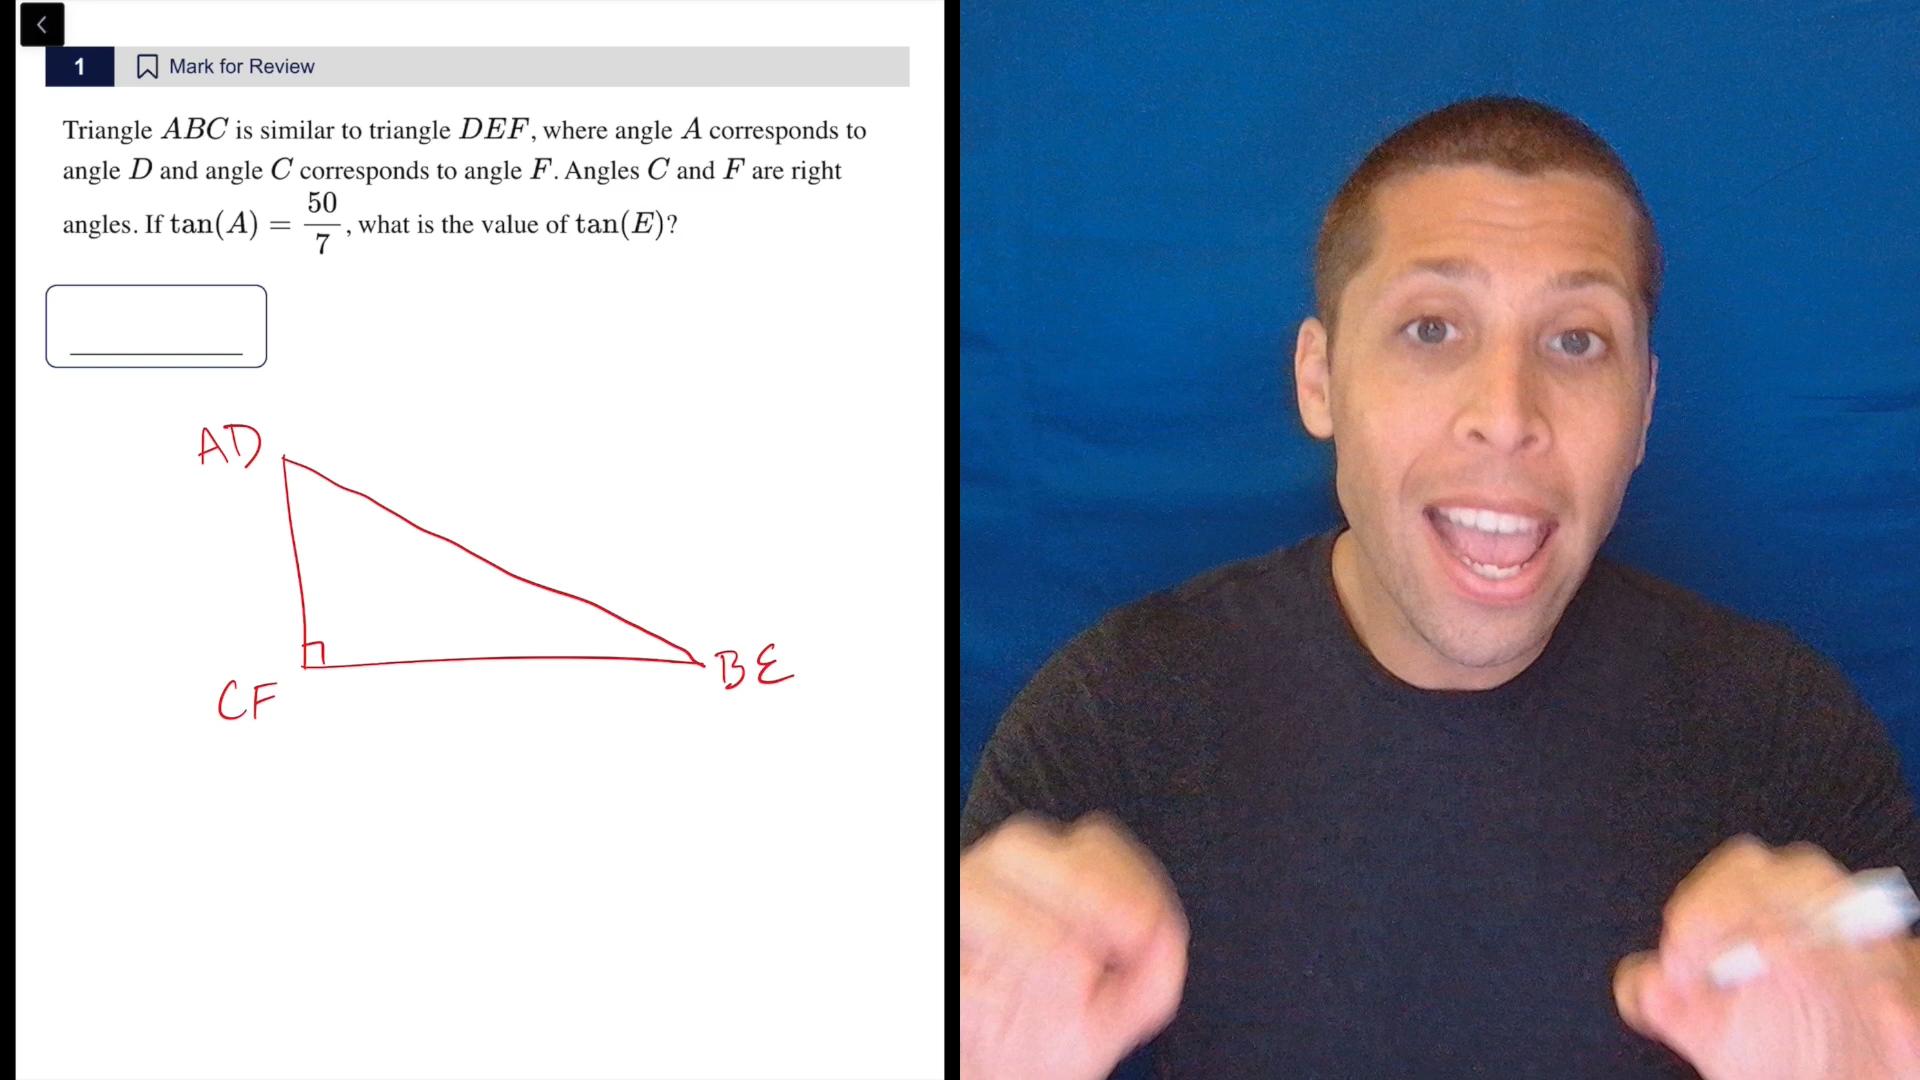 1 Mark for Review
Triangle ABC is similar to triangle DEF, where angle A corresponds to
angle D and angle C corresponds to angle F. Angles C and F are right
angles. If tan(A) = 50/7, what is the value of tan(E)?
AD
BE
CF